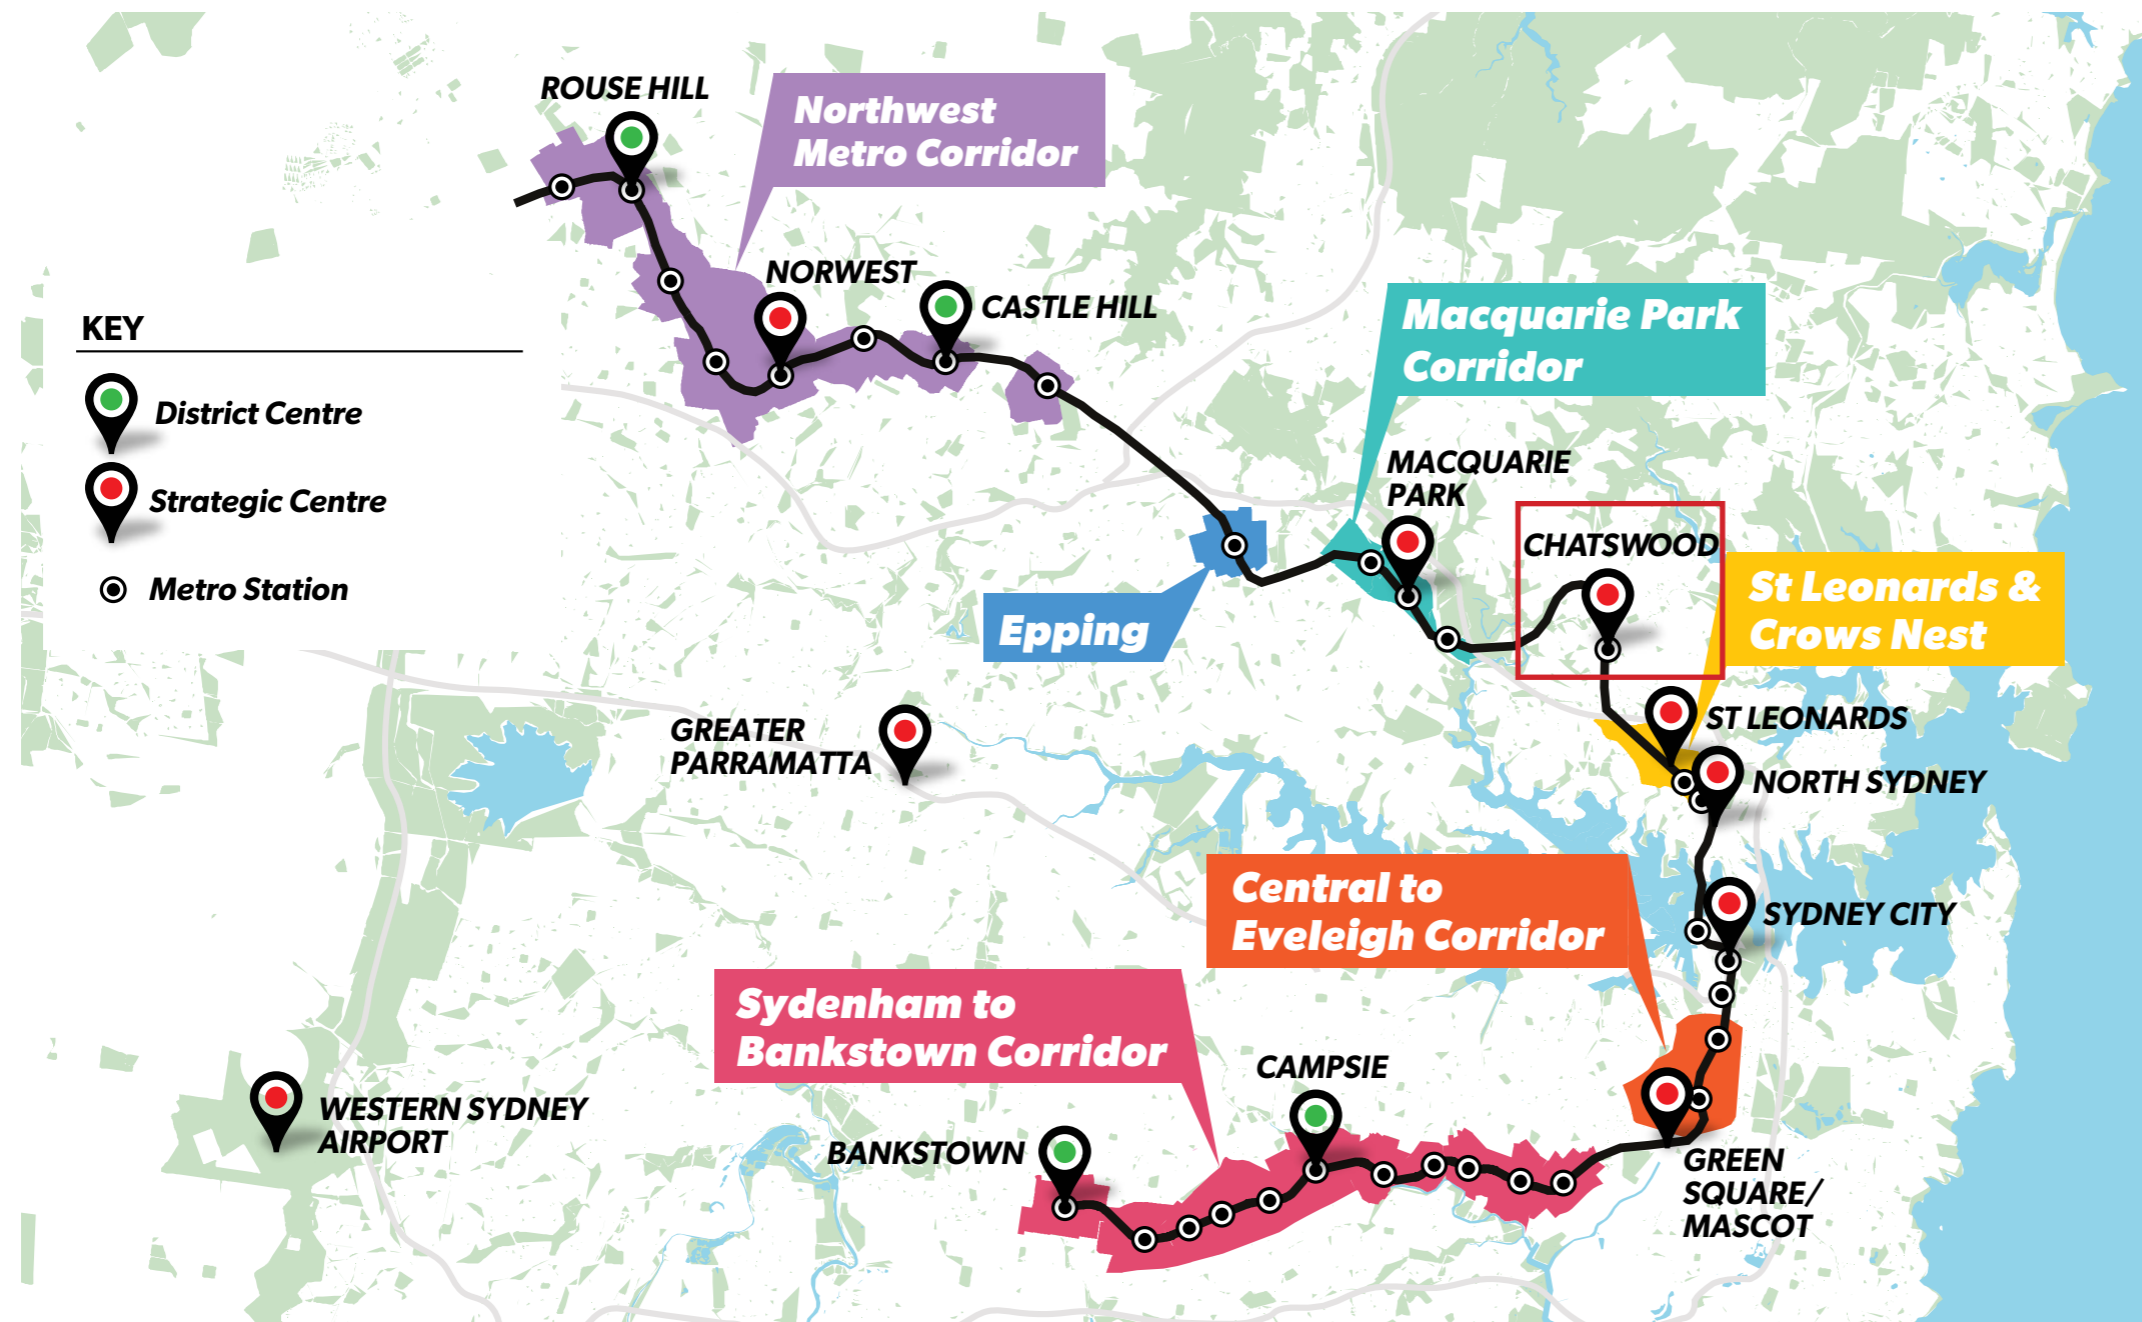 ROUSE HILL
Northwest
Metro Corridor
NORWEST
CASTLE HILL
KEY
District Centre
Strategic Centre
Metro Station
Macquarie Park
Corridor
MACQUARIE
PARK
CHATSWOOD
St Leonards &
Crows Nest
Epping
ST LEONARDS
GREATER
PARRAMATTA
NORTH SYDNEY
Central to
Eveleigh Corridor
SYDNEY CITY
Sydenham to
Bankstown Corridor
CAMPSIE
WESTERN SYDNEY
AIRPORT
BANKSTOWN
GREEN
SQUARE/
MASCOT